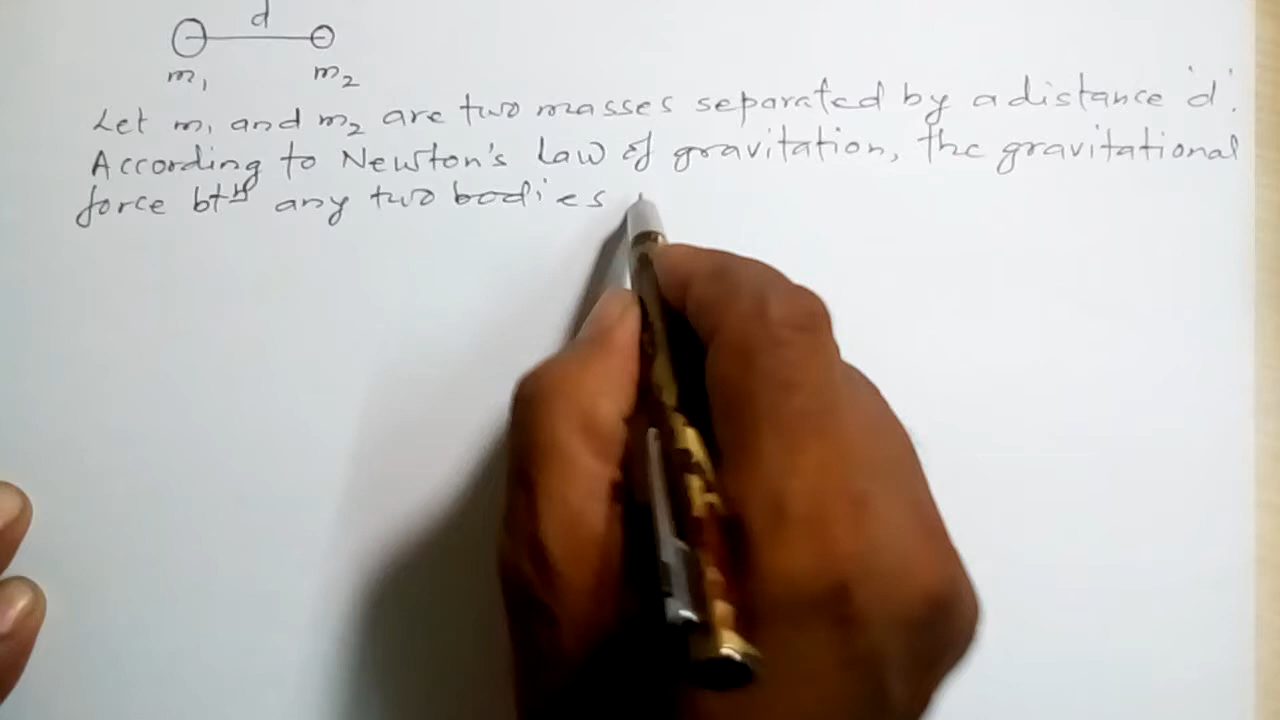 d
m₁ m₂
Let m₁ and m₂ are two masses separated by a distance 'd'.
According to Newton's Law of gravitation, the gravitational
force btⁿ any two bodies